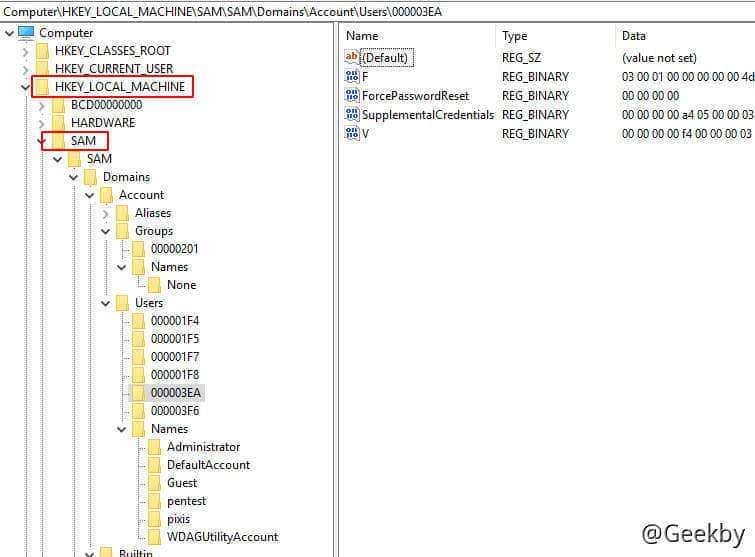 Computer\HKEY_LOCAL_MACHINE\SAM\SAM\Domains\Account\Users\000003EA
Computer
HKEY_CLASSES_ROOT
HKEY_CURRENT_USER
HKEY_LOCAL_MACHINE
BCD00000000
HARDWARE
SAM
SAM
Domains
Account
Aliases
Groups
00000201
Names
None
Users
000001F4
000001F5
000001F7
000001F8
000003EA
000003F6
Names
Administrator
DefaultAccount
Guest
pentest
pixis
WDAGUtilityAccount
Builtin
Name Type Data
ab (Default) REG_SZ (value not set)
F REG_BINARY 03 00 01 00 00 00 00 00 4d
ForcePasswordReset REG_BINARY 00 00 00 00
SupplementalCredentials REG_BINARY 00 00 00 00 a4 05 00 00 03
V REG_BINARY 00 00 00 00 f4 00 00 00 03
@Geekby